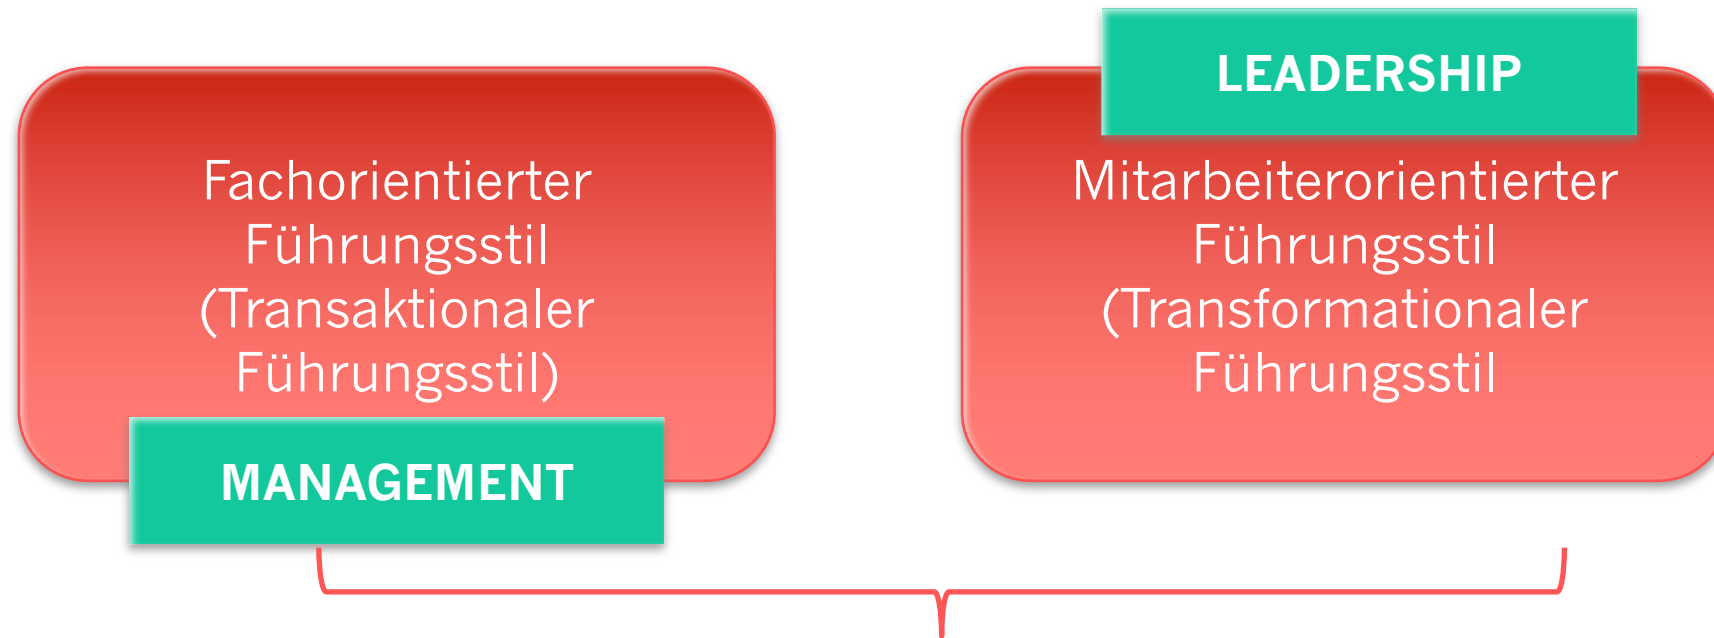 Fachorientierter
Führungsstil
(Transaktionaler
Führungsstil)
MANAGEMENT
LEADERSHIP
Mitarbeiterorientierter
Führungsstil
(Transformationaler
Führungsstil